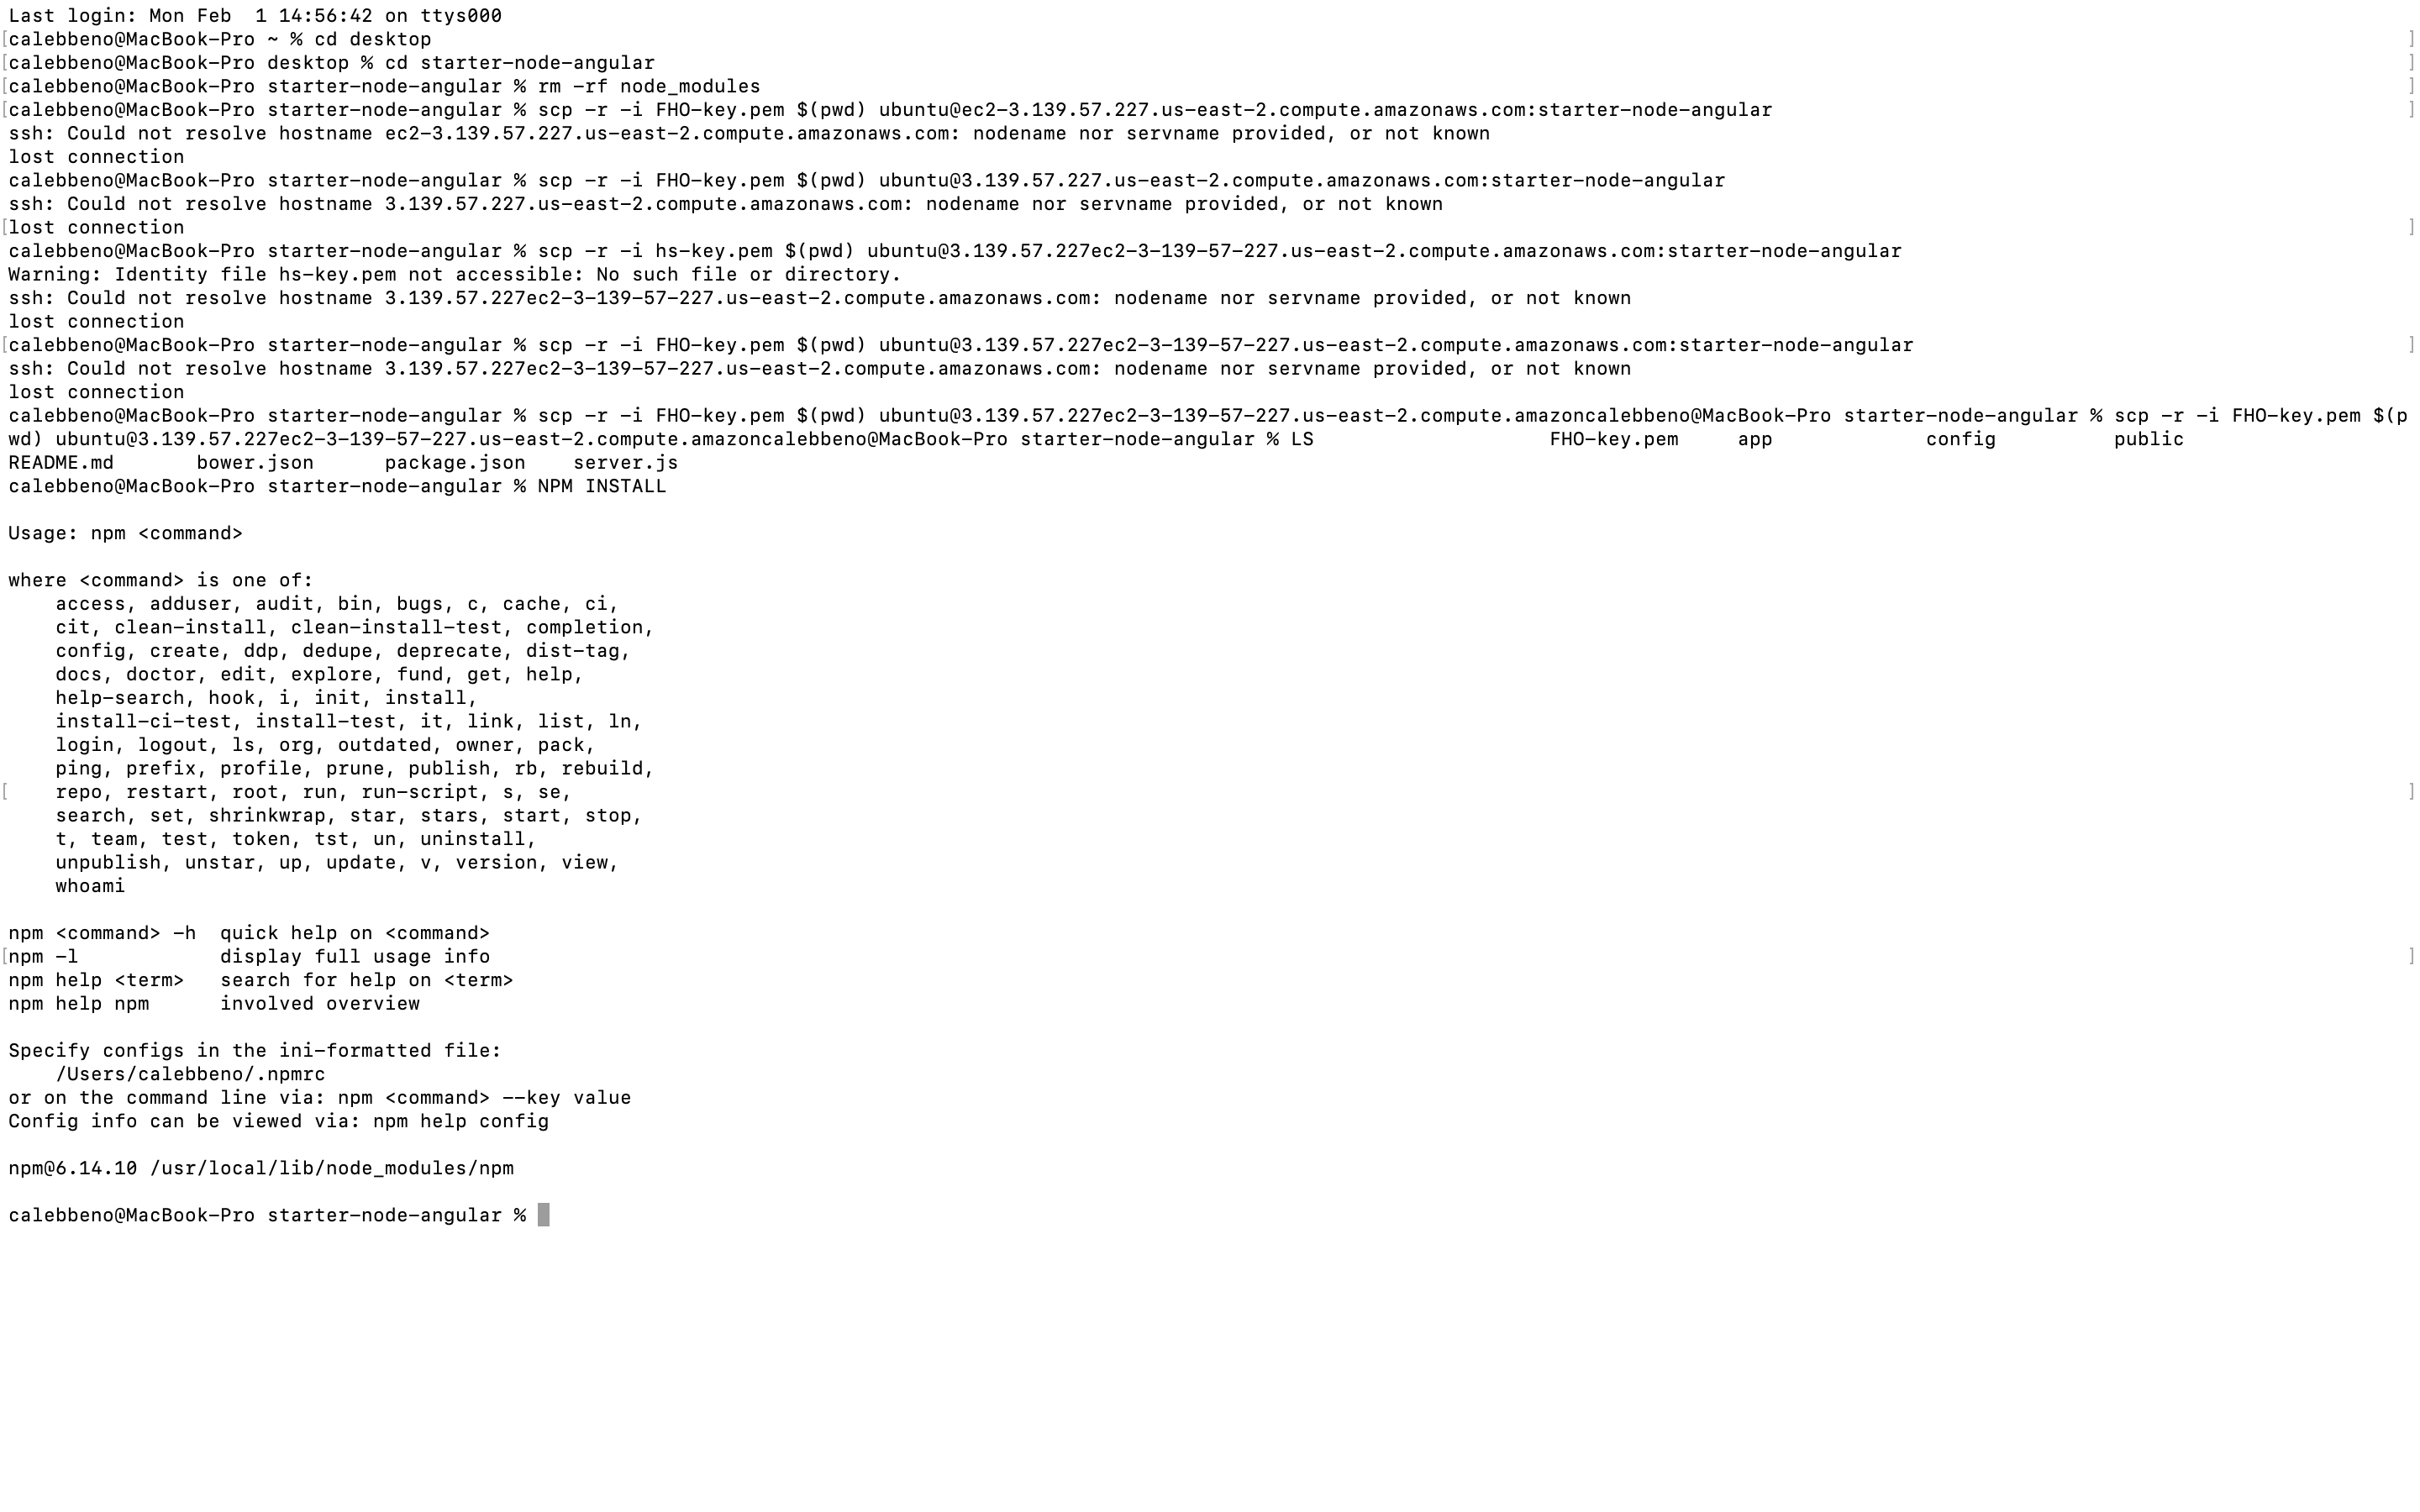 Last login: Mon Feb  1 14:56:42 on ttys000
[calebbeno@MacBook-Pro ~ % cd desktop ]
[calebbeno@MacBook-Pro desktop % cd starter-node-angular ]
[calebbeno@MacBook-Pro starter-node-angular % rm -rf node_modules ]
[calebbeno@MacBook-Pro starter-node-angular % scp -r -i FHO-key.pem $(pwd) ubuntu@ec2-3.139.57.227.us-east-2.compute.amazonaws.com:starter-node-angular ]
ssh: Could not resolve hostname ec2-3.139.57.227.us-east-2.compute.amazonaws.com: nodename nor servname provided, or not known
lost connection
calebbeno@MacBook-Pro starter-node-angular % scp -r -i FHO-key.pem $(pwd) ubuntu@3.139.57.227.us-east-2.compute.amazonaws.com:starter-node-angular
ssh: Could not resolve hostname 3.139.57.227.us-east-2.compute.amazonaws.com: nodename nor servname provided, or not known
[lost connection ]
calebbeno@MacBook-Pro starter-node-angular % scp -r -i hs-key.pem $(pwd) ubuntu@3.139.57.227ec2-3-139-57-227.us-east-2.compute.amazonaws.com:starter-node-angular
Warning: Identity file hs-key.pem not accessible: No such file or directory.
ssh: Could not resolve hostname 3.139.57.227ec2-3-139-57-227.us-east-2.compute.amazonaws.com: nodename nor servname provided, or not known
lost connection
[calebbeno@MacBook-Pro starter-node-angular % scp -r -i FHO-key.pem $(pwd) ubuntu@3.139.57.227ec2-3-139-57-227.us-east-2.compute.amazonaws.com:starter-node-angular ]
ssh: Could not resolve hostname 3.139.57.227ec2-3-139-57-227.us-east-2.compute.amazonaws.com: nodename nor servname provided, or not known
lost connection
calebbeno@MacBook-Pro starter-node-angular % scp -r -i FHO-key.pem $(pwd) ubuntu@3.139.57.227ec2-3-139-57-227.us-east-2.compute.amazoncalebbeno@MacBook-Pro starter-node-angular % scp -r -i FHO-key.pem $(p
wd) ubuntu@3.139.57.227ec2-3-139-57-227.us-east-2.compute.amazoncalebbeno@MacBook-Pro starter-node-angular % LS FHO-key.pem app config public
README.md bower.json package.json server.js
calebbeno@MacBook-Pro starter-node-angular % NPM INSTALL
Usage: npm <command>
where <command> is one of:
access, adduser, audit, bin, bugs, c, cache, ci,
cit, clean-install, clean-install-test, completion,
config, create, ddp, dedupe, deprecate, dist-tag,
docs, doctor, edit, explore, fund, get, help,
help-search, hook, i, init, install,
install-ci-test, install-test, it, link, list, ln,
login, logout, ls, org, outdated, owner, pack,
ping, prefix, profile, prune, publish, rb, rebuild,
[ repo, restart, root, run, run-script, s, se, ]
search, set, shrinkwrap, star, stars, start, stop,
t, team, test, token, tst, un, uninstall,
unpublish, unstar, up, update, v, version, view,
whoami
npm <command> -h  quick help on <command>
[npm -l display full usage info ]
npm help <term> search for help on <term>
npm help npm involved overview
Specify configs in the ini-formatted file:
/Users/calebbeno/.npmrc
or on the command line via: npm <command> --key value
Config info can be viewed via: npm help config
npm@6.14.10 /usr/local/lib/node_modules/npm
calebbeno@MacBook-Pro starter-node-angular %